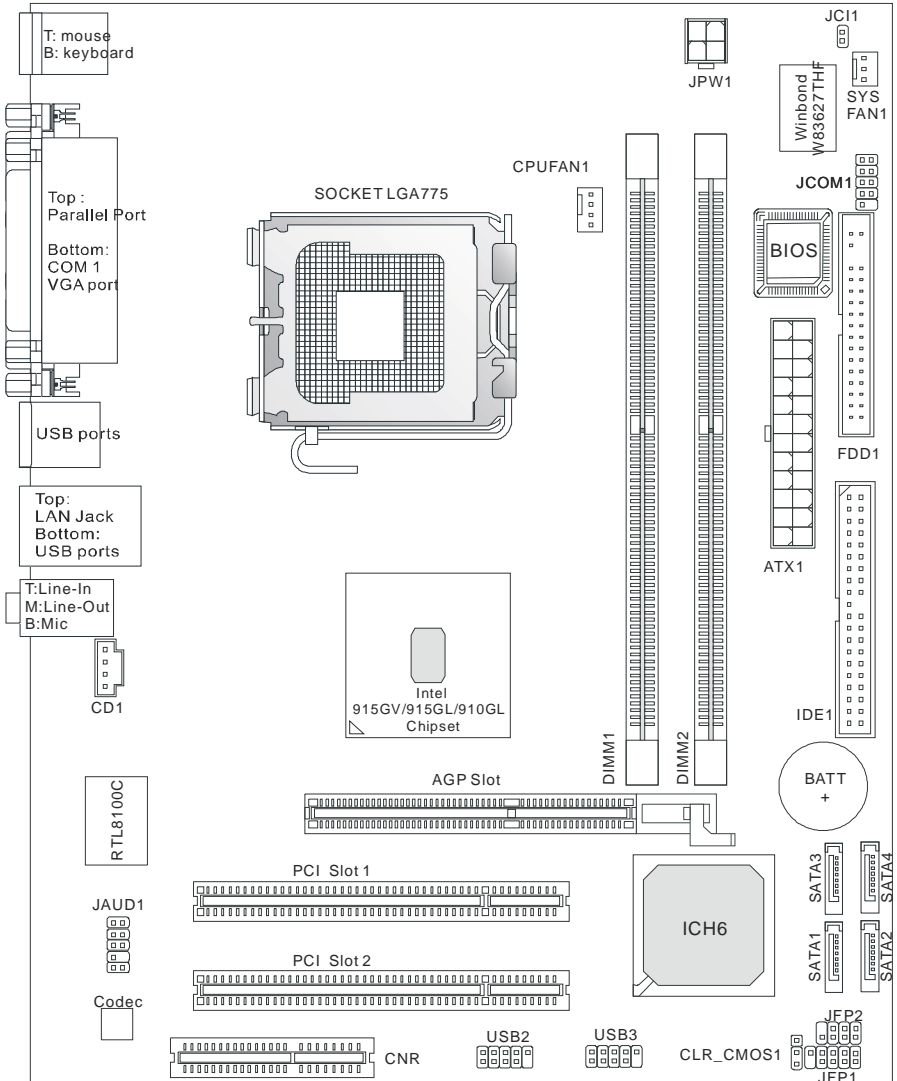 JCI1
T: mouse
B: keyboard
JPW1
Winbond
W83627THF
SYS
FAN1
CPUFAN1
JCOM1
SOCKET LGA775
Top :
Parallel Port
Bottom:
COM 1
VGA port
BIOS
USB ports
FDD1
Top:
LAN Jack
Bottom:
USB ports
ATX1
T:Line-In
M:Line-Out
B:Mic
CD1
Intel
915GV/915GL/910GL
Chipset
IDE1
DIMM1
DIMM2
AGP Slot
BATT
+
RTL8100C
PCI Slot 1
SATA3
SATA4
JAUD1
ICH6
SATA1
SATA2
PCI Slot 2
Codec
JFP2
USB2
USB3
CNR
CLR_CMOS1
JFP1